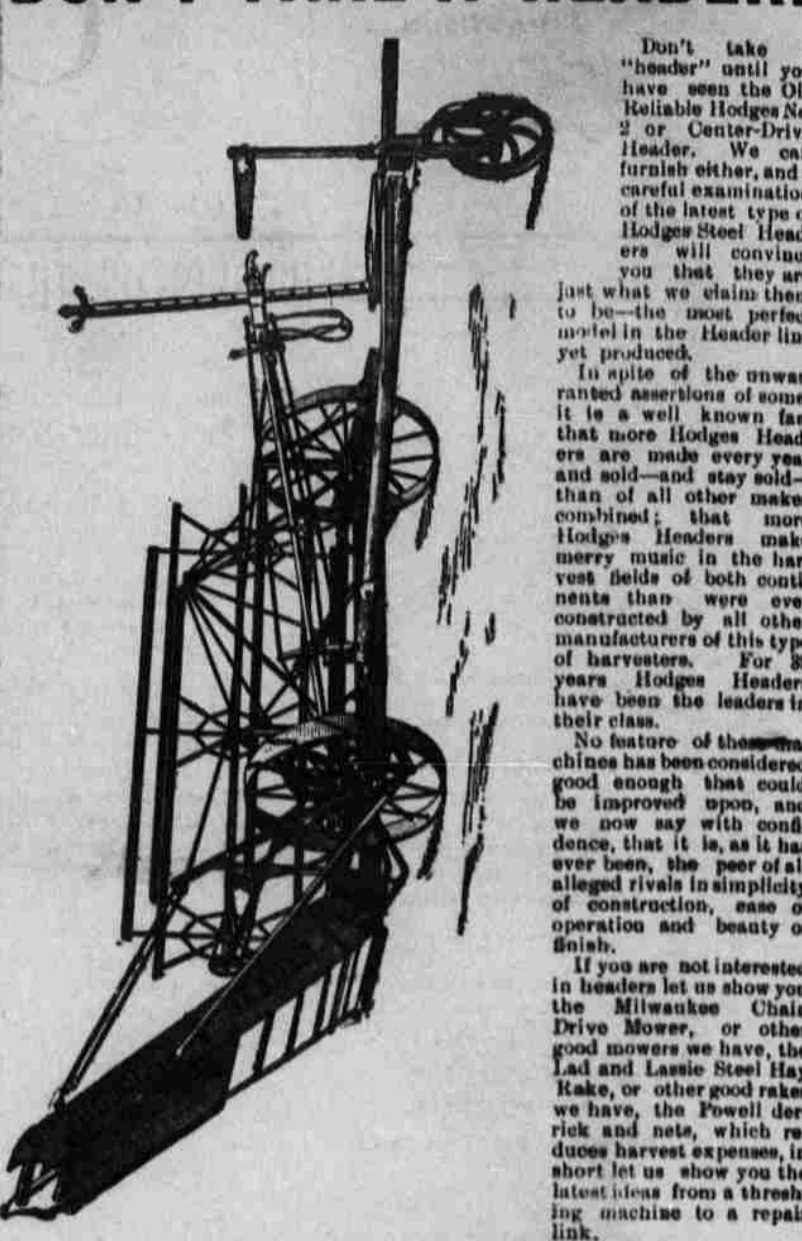 DON'T TAKE A HEADER
Don't take
"header" until yo
have seen the Ol
Reliable Hodges No
2 or Center-Driv
Header. We ca
furnish either, and
careful examination
of the latest type o
Hodges Steel Head
ers will convinc
you that they ar
just what we claim them
to be—the most perfec
model in the Header lin
yet produced.
In spite of the unwar
ranted assertions of some
it is a well known fac
that more Hodges Head
ers are made every yea
and sold—and stay sold—
than of all other make
combined; that mor
Hodges Headers mak
merry music in the har
vest fields of both conti
nents than were eve
constructed by all othe
manufacturers of this typ
of harvesters. For
years Hodges Header
have been the leaders in
their class.
No feature of these ma
chines has been considered
good enough that could
be improved upon, and
we now say with confi
dence, that it is, as it ha
ever been, the peer of al
alleged rivals in simplicity
of construction, ease o
operation and beauty o
finish.
If you are not interested
in headers let us show you
the Milwaukee Chain
Drive Mower, or other
good mowers we have, the
Lad and Lassie Steel Hay
Rake, or other good rake
we have, the Powell der
rick and nets, which re
duces harvest expenses, in
short let us show you the
latest ideas from a thresh
ing machine to a repair
link.